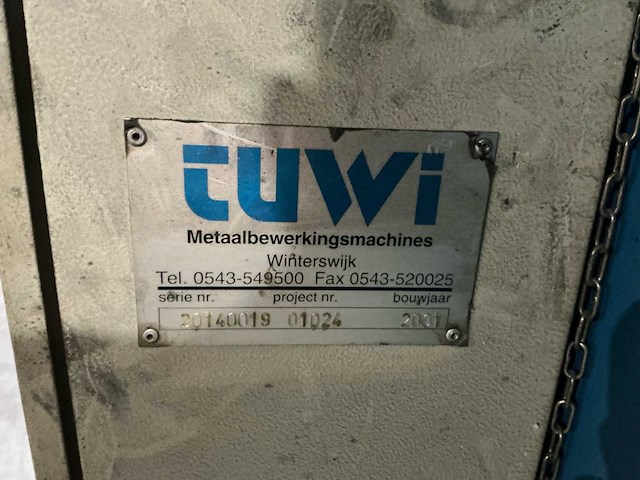 tuwi
Metaalbewerkingsmachines
Winterswijk
Tel. 0543-549500 Fax 0543-520025
serie nr. project nr. bouwjaar
20140019 01024 2001